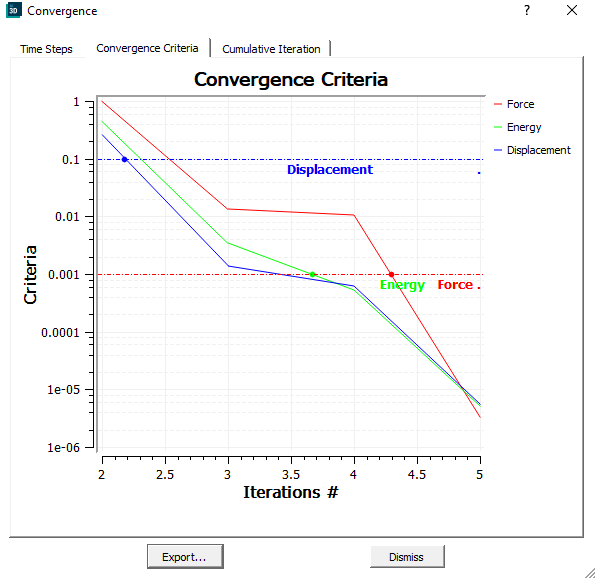 3D Convergence ?
Time Steps Convergence Criteria Cumulative Iteration
Convergence Criteria
1
0.1
0.01
0.001
0.0001
1e-05
1e-06
Criteria
Displacement
Energy Force
Force
Energy
Displacement
2 2.5 3 3.5 4 4.5 5
Iterations #
Export... Dismiss